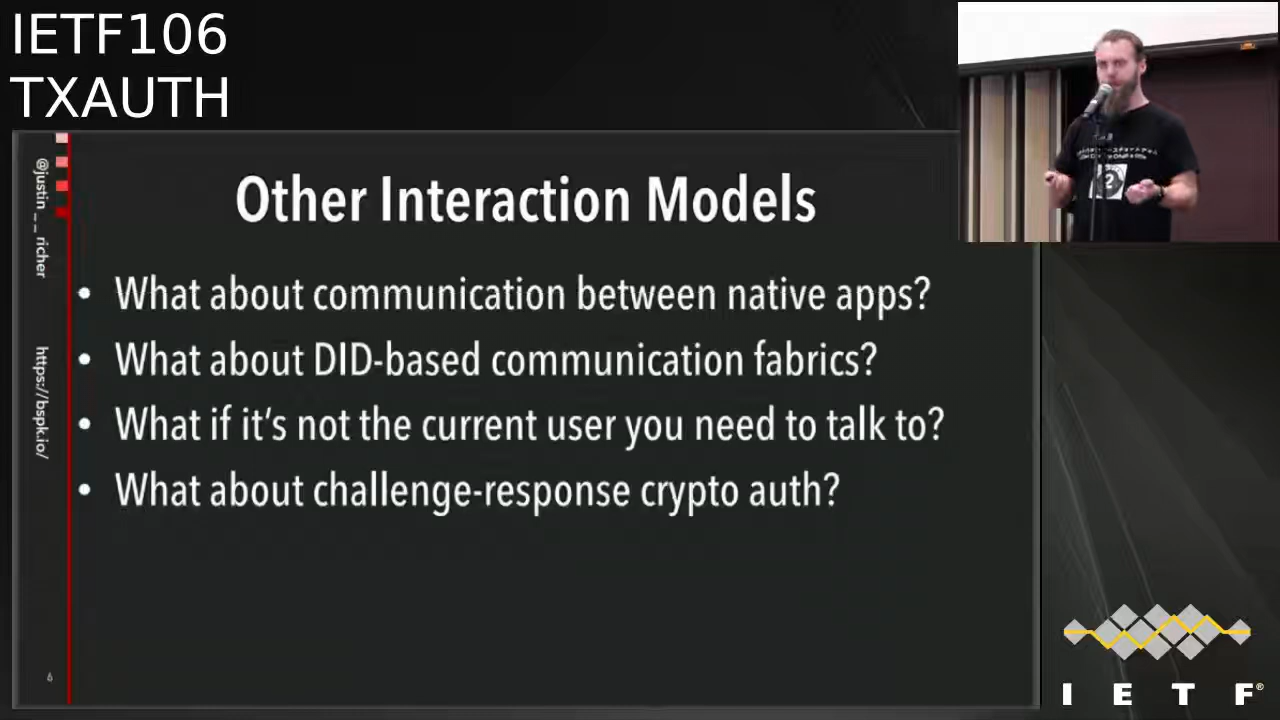 IETF106
TXAUTH
@justin__richer
https://bspk.io/
Other Interaction Models
• What about communication between native apps?
• What about DID-based communication fabrics?
• What if it’s not the current user you need to talk to?
• What about challenge-response crypto auth?
6
I E T F®